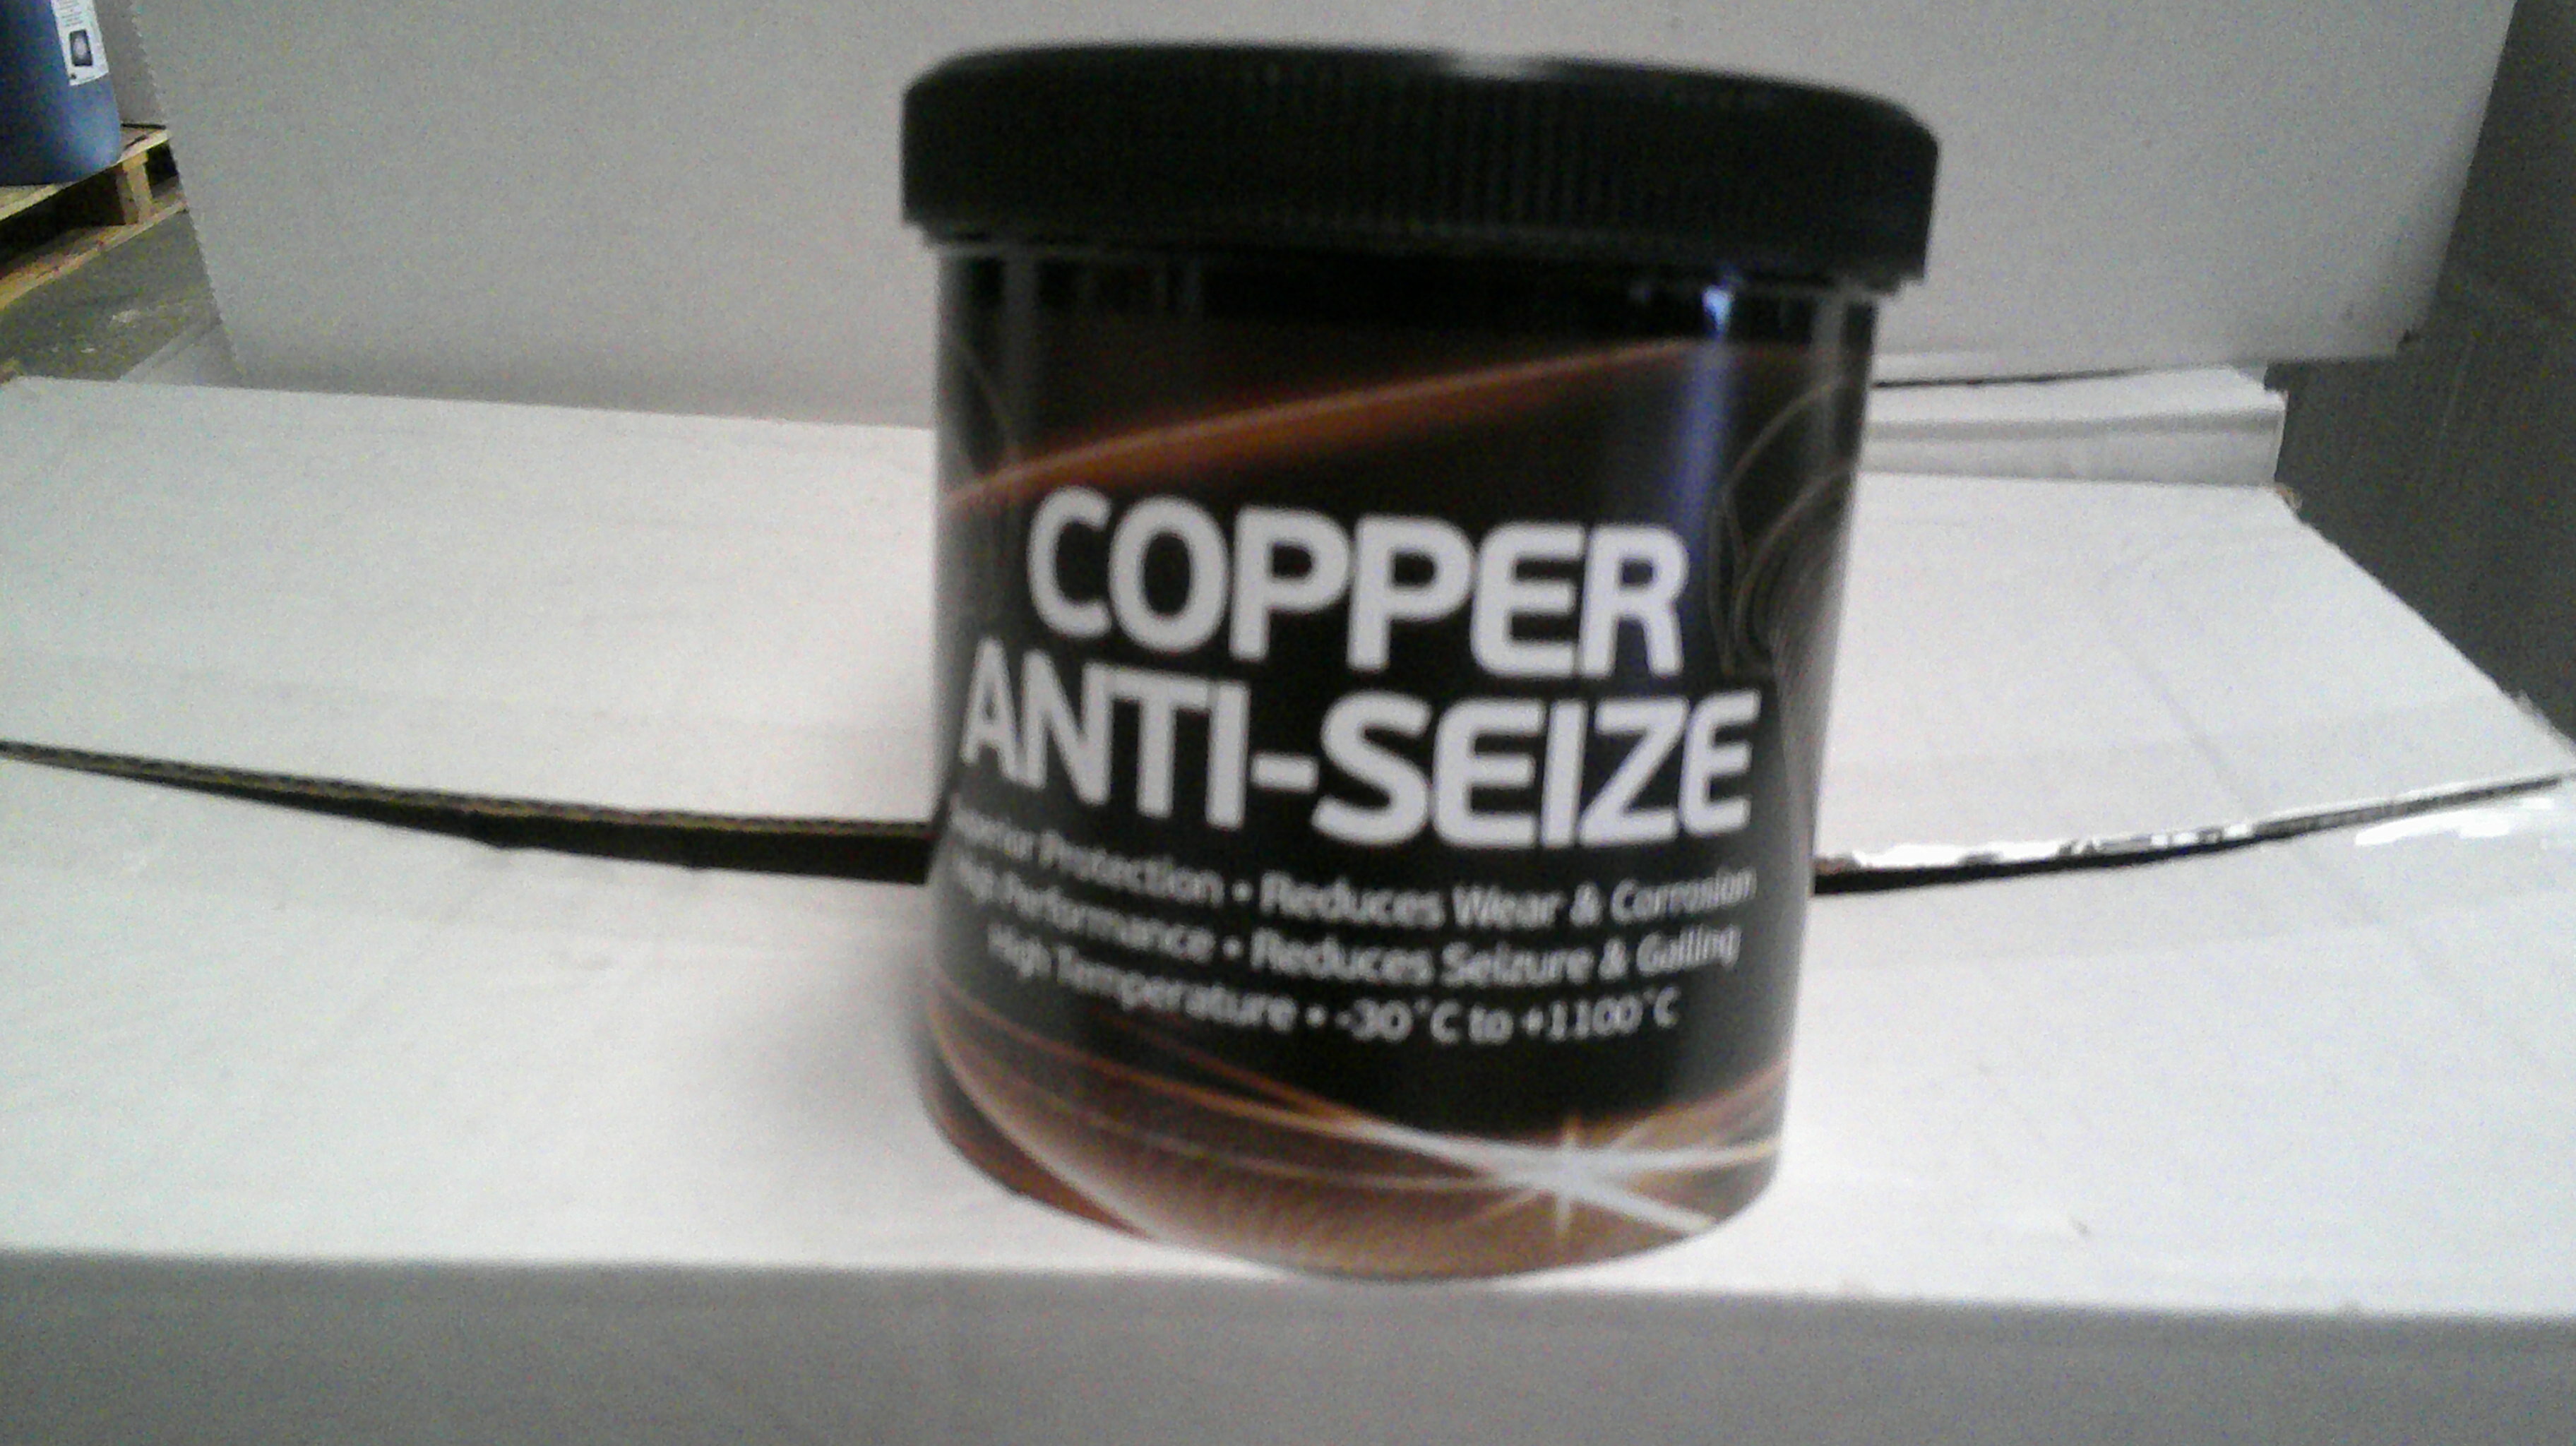 COPPER
ANTI-SEIZE
Superior Protection • Reduces Wear & Corrosion
High Performance • Reduces Seizure & Galling
High Temperature • -30°C to +1100°C